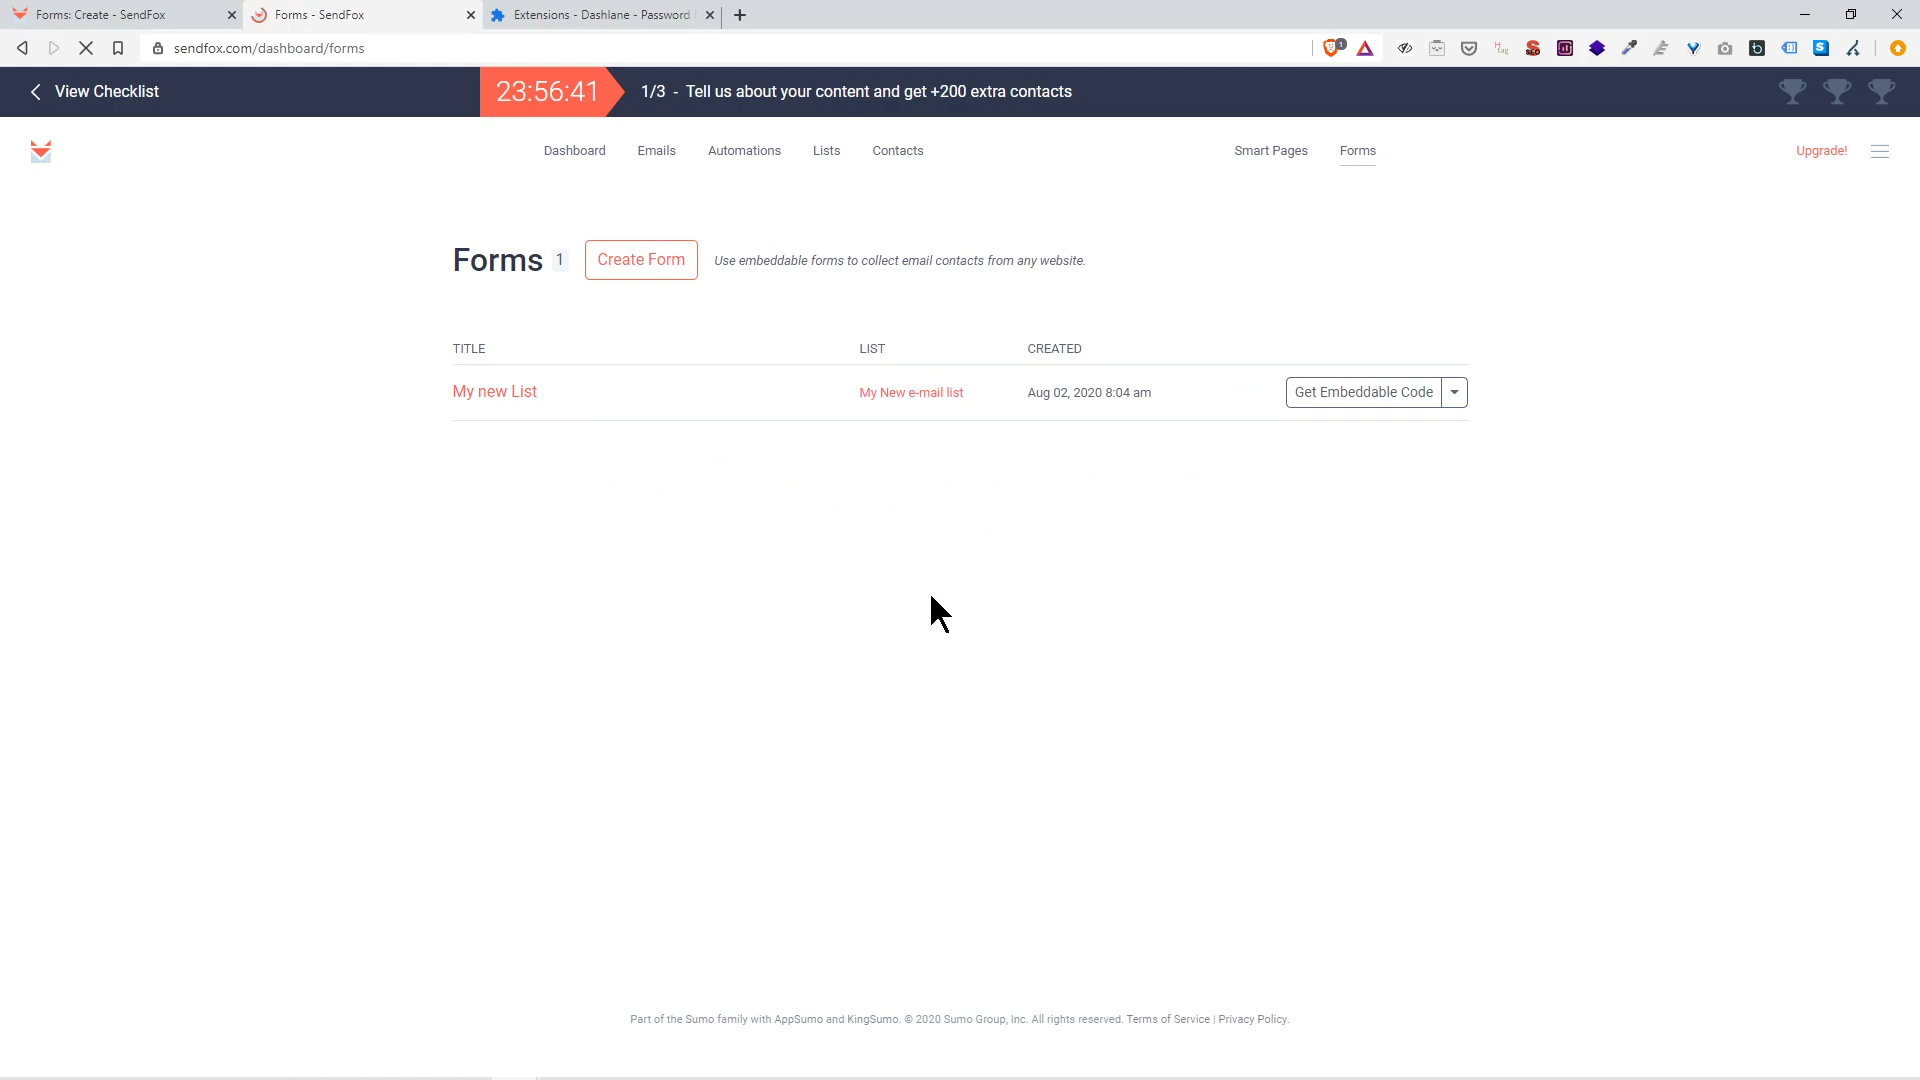 Forms: Create - SendFox
Forms - SendFox
Extensions - Dashlane - Password
sendfox.com/dashboard/forms
View Checklist
23:56:41
1/3 - Tell us about your content and get +200 extra contacts
Dashboard
Emails
Automations
Lists
Contacts
Smart Pages
Forms
Upgrade!
Forms 1
Create Form
Use embeddable forms to collect email contacts from any website.
TITLE
LIST
CREATED
My new List
My New e-mail list
Aug 02, 2020 8:04 am
Get Embeddable Code
Part of the Sumo family with AppSumo and KingSumo. © 2020 Sumo Group, Inc. All rights reserved. Terms of Service | Privacy Policy.